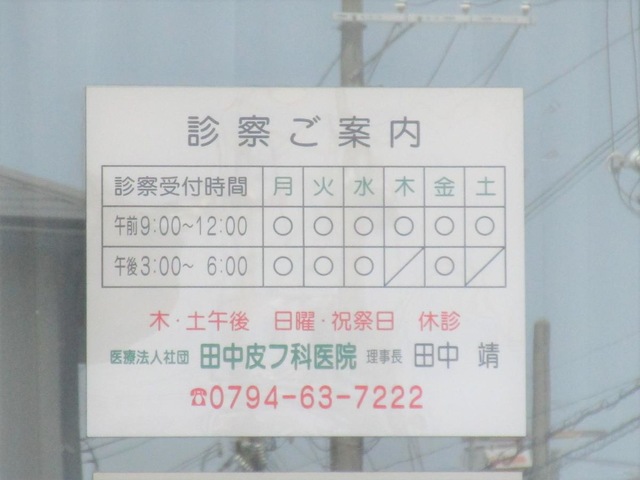 診察ご案内
診察受付時間 月 火 水 木 金 土
午前9:00～12:00 ○ ○ ○ ○ ○ ○
午後3:00～ 6:00 ○ ○ ○ ／ ○ ／
木・土午後 日曜・祝祭日 休診
医療法人社団 田中皮フ科医院 理事長 田中 靖
☎0794-63-7222